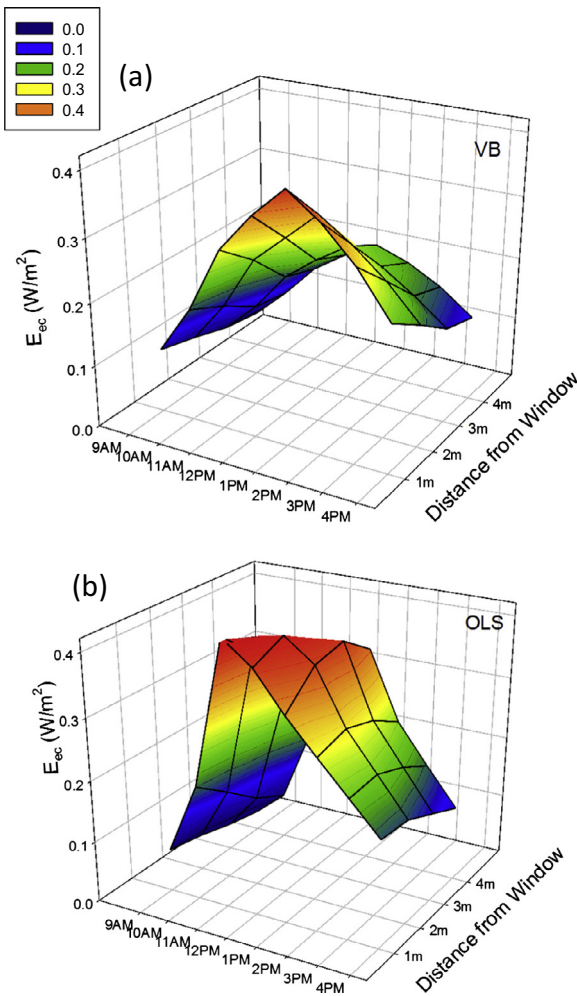 0.0
0.1
0.2
0.3
0.4
(a)
VB
0.4
0.3
0.2
0.1
0.0
E_ec (W/m²)
9AM
10AM
11AM
12PM
1PM
2PM
3PM
4PM
1m
2m
3m
4m
Distance from Window
(b)
OLS
0.4
0.3
0.2
0.1
0.0
E_ec (W/m²)
9AM
10AM
11AM
12PM
1PM
2PM
3PM
4PM
1m
2m
3m
4m
Distance from Window